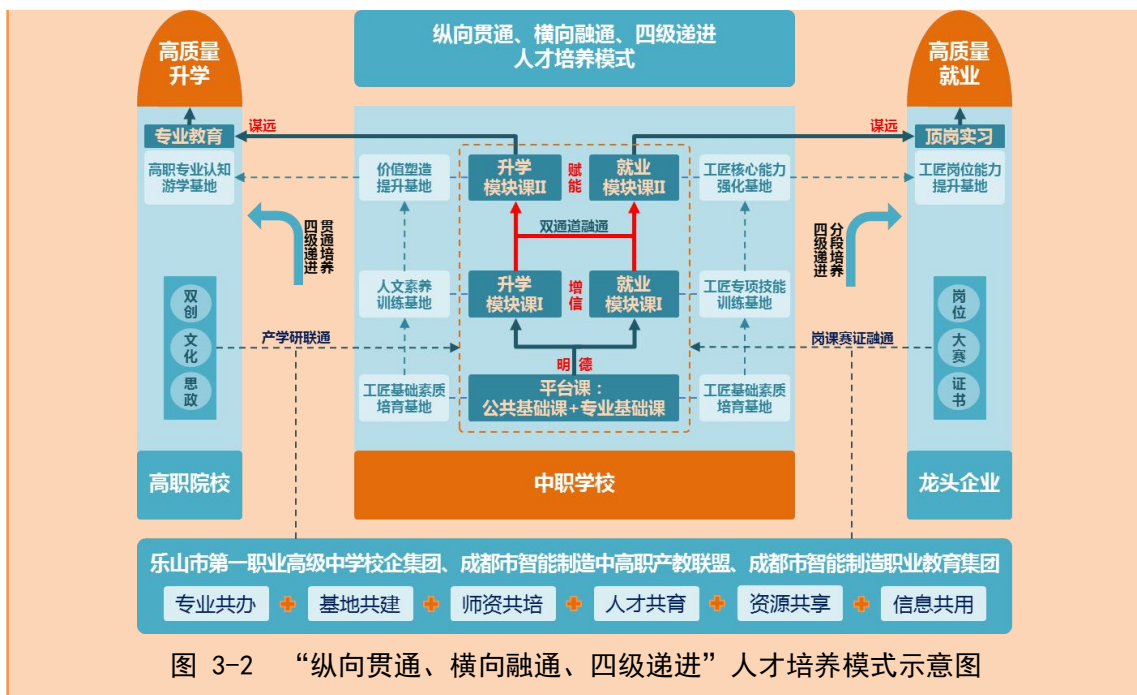 纵向贯通、横向融通、四级递进
人才培养模式
高质量
升学
高质量
就业
谋远
谋远
专业教育
顶岗实习
高职专业认知
游学基地
价值塑造
提升基地
升学
模块课II
赋
能
就业
模块课II
工匠核心能力
强化基地
工匠岗位能力
提升基地
双通道融通
贯通培养
四级递进
分段培养
四级递进
人文素养
训练基地
升学
模块课I
增
信
就业
模块课I
工匠专项技能
训练基地
双创
文化
思政
岗位
大赛
证书
产学研联通
岗课赛证融通
明 德
工匠基础素质
培育基地
平台课：
公共基础课+专业基础课
工匠基础素质
培育基地
高职院校
中职学校
龙头企业
乐山市第一职业高级中学校企集团、成都市智能制造中高职产教联盟、成都市智能制造职业教育集团
专业共办 + 基地共建 + 师资共培 + 人才共育 + 资源共享 + 信息共用
图 3-2 “纵向贯通、横向融通、四级递进”人才培养模式示意图